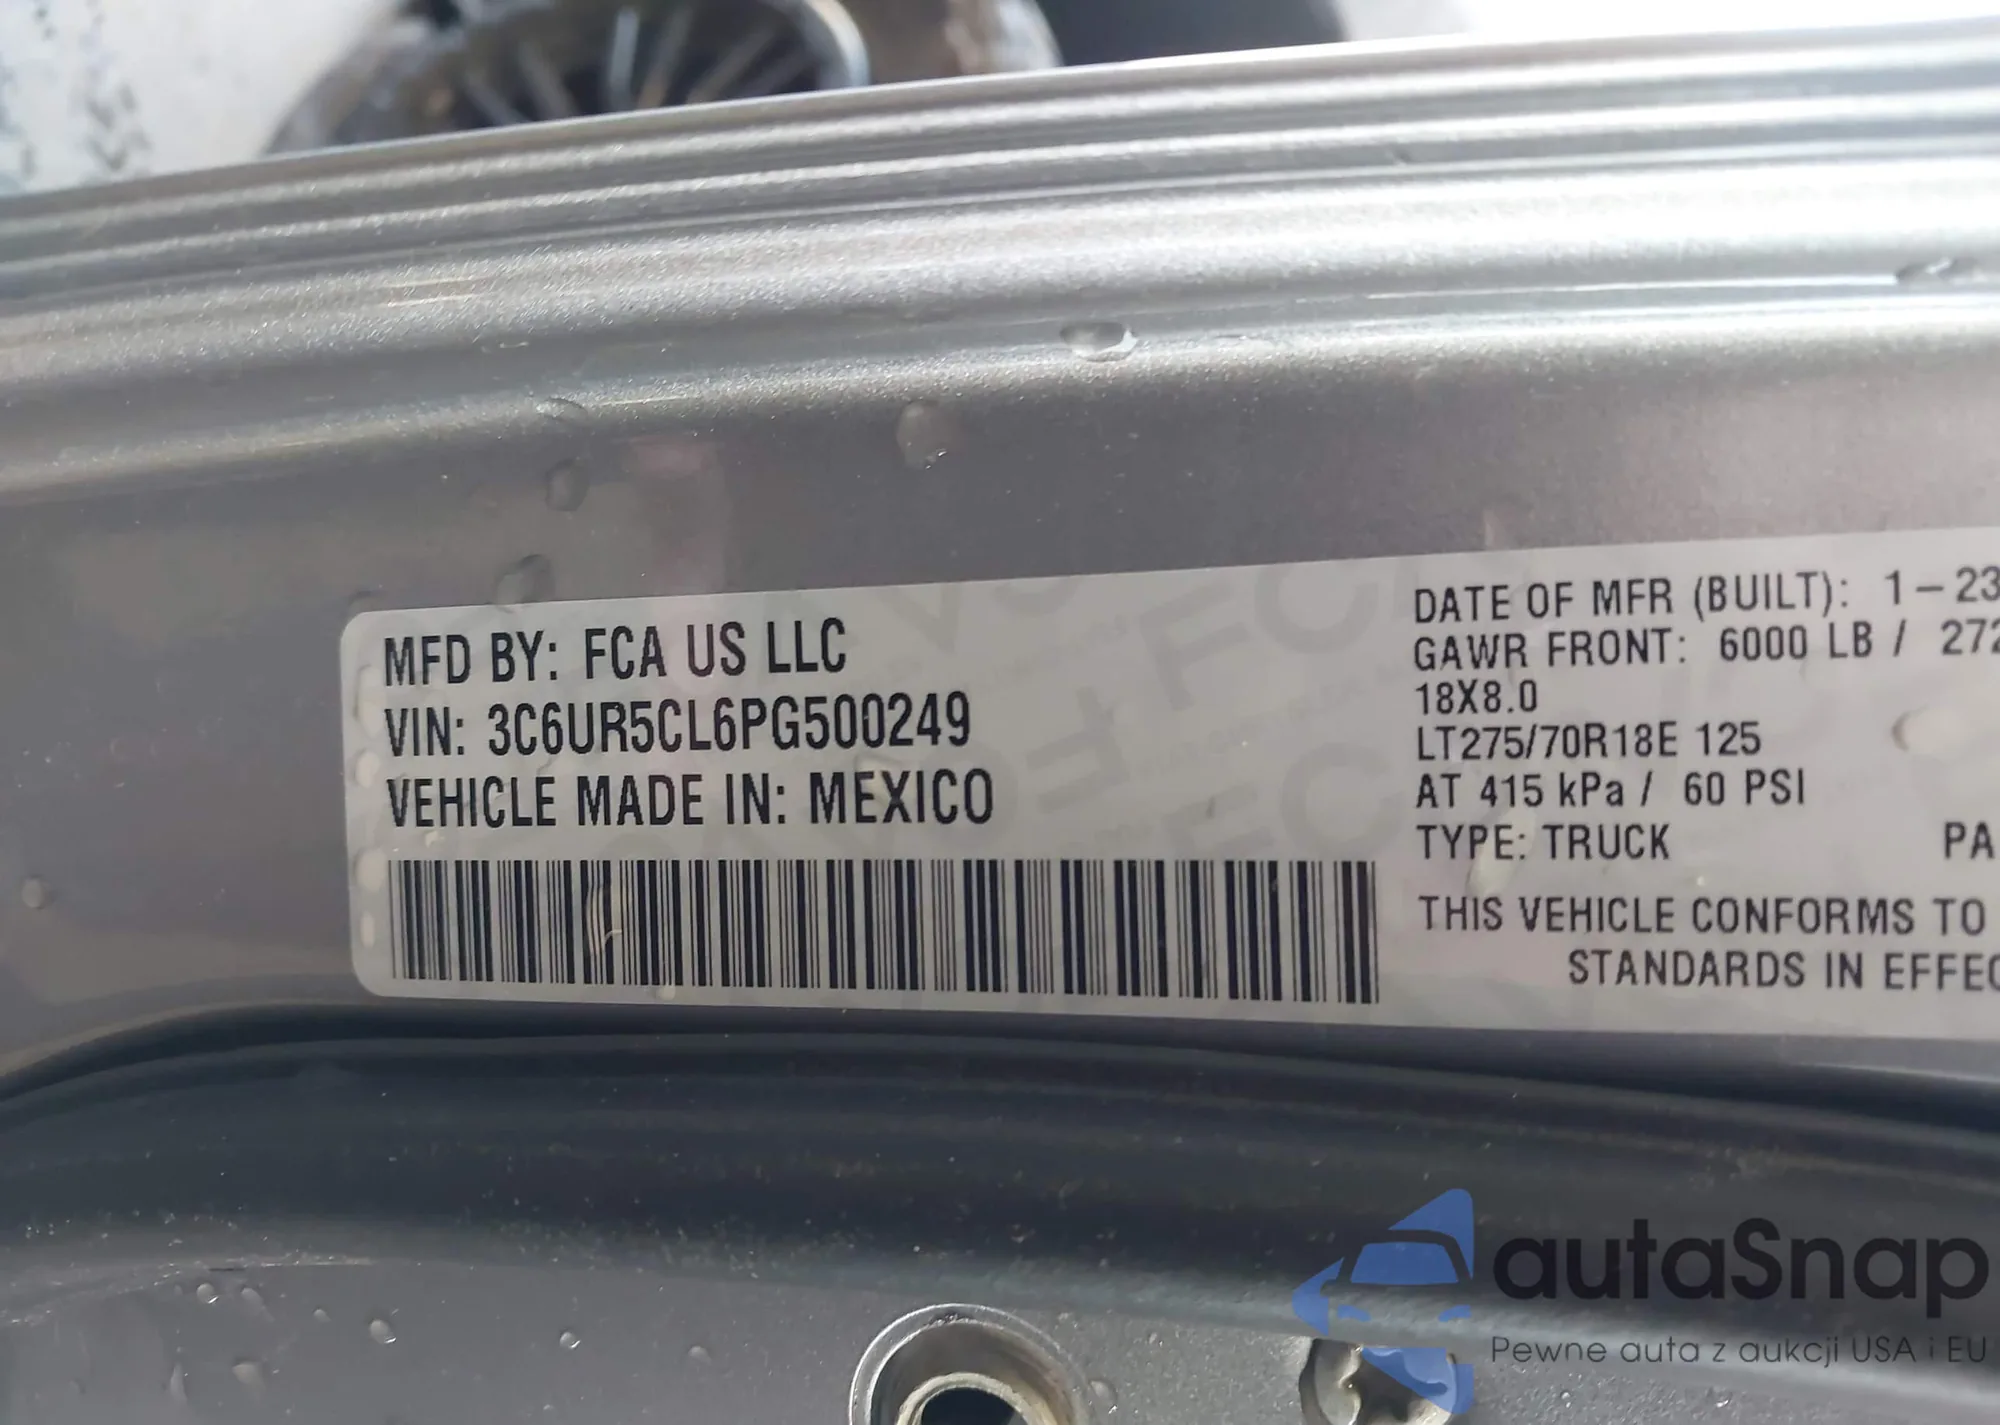 MFD BY: FCA US LLC
VIN: 3C6UR5CL6PG500249
VEHICLE MADE IN: MEXICO
DATE OF MFR (BUILT): 1-23
GAWR FRONT: 6000 LB / 272
18X8.0
LT275/70R18E 125
AT 415 kPa / 60 PSI
TYPE: TRUCK PA
THIS VEHICLE CONFORMS TO
STANDARDS IN EFFEC
autaSnap
Pewne auta z aukcji USA i EU